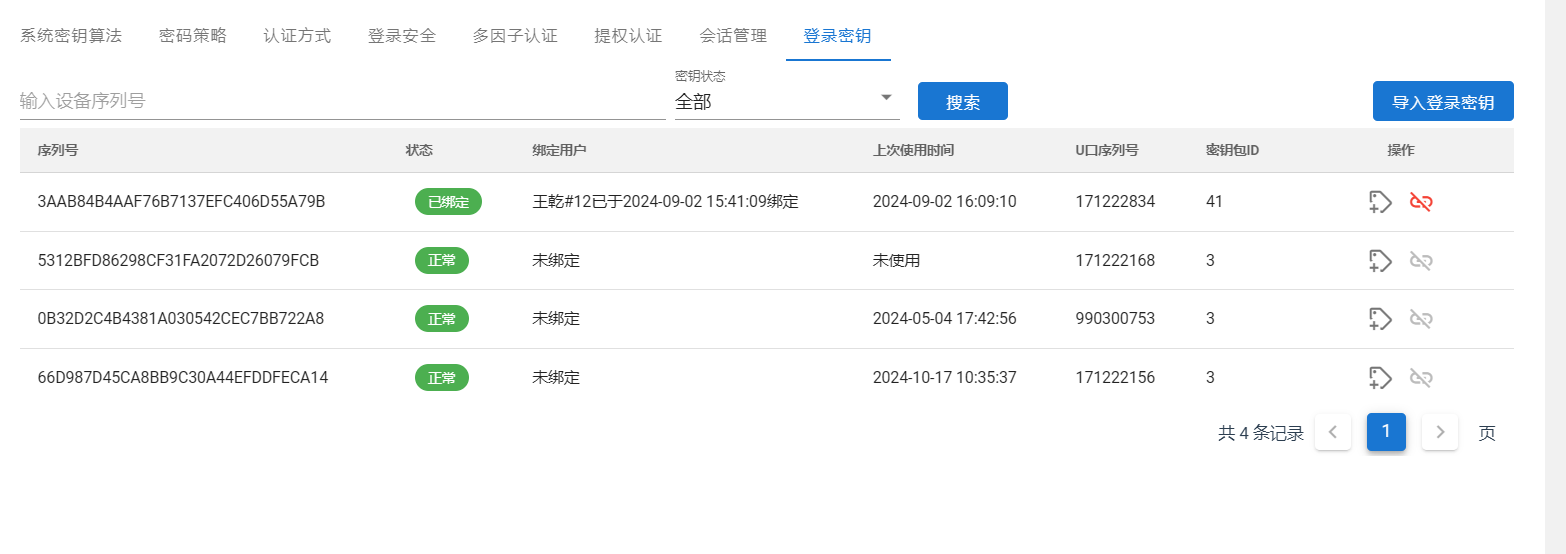 系统密钥算法 密码策略 认证方式 登录安全 多因子认证 提权认证 会话管理 登录密钥
密钥状态
输入设备序列号 全部 搜索 导入登录密钥
序列号 状态 绑定用户 上次使用时间 U口序列号 密钥包ID 操作
3AAB84B4AAF76B7137EFC406D55A79B 已绑定 王乾#12已于2024-09-02 15:41:09绑定 2024-09-02 16:09:10 171222834 41
5312BFD86298CF31FA2072D26079FCB 正常 未绑定 未使用 171222168 3
0B32D2C4B4381A030542CEC7BB722A8 正常 未绑定 2024-05-04 17:42:56 990300753 3
66D987D45CA8BB9C30A44EFDDFECA14 正常 未绑定 2024-10-17 10:35:37 171222156 3
共 4 条记录 1 页